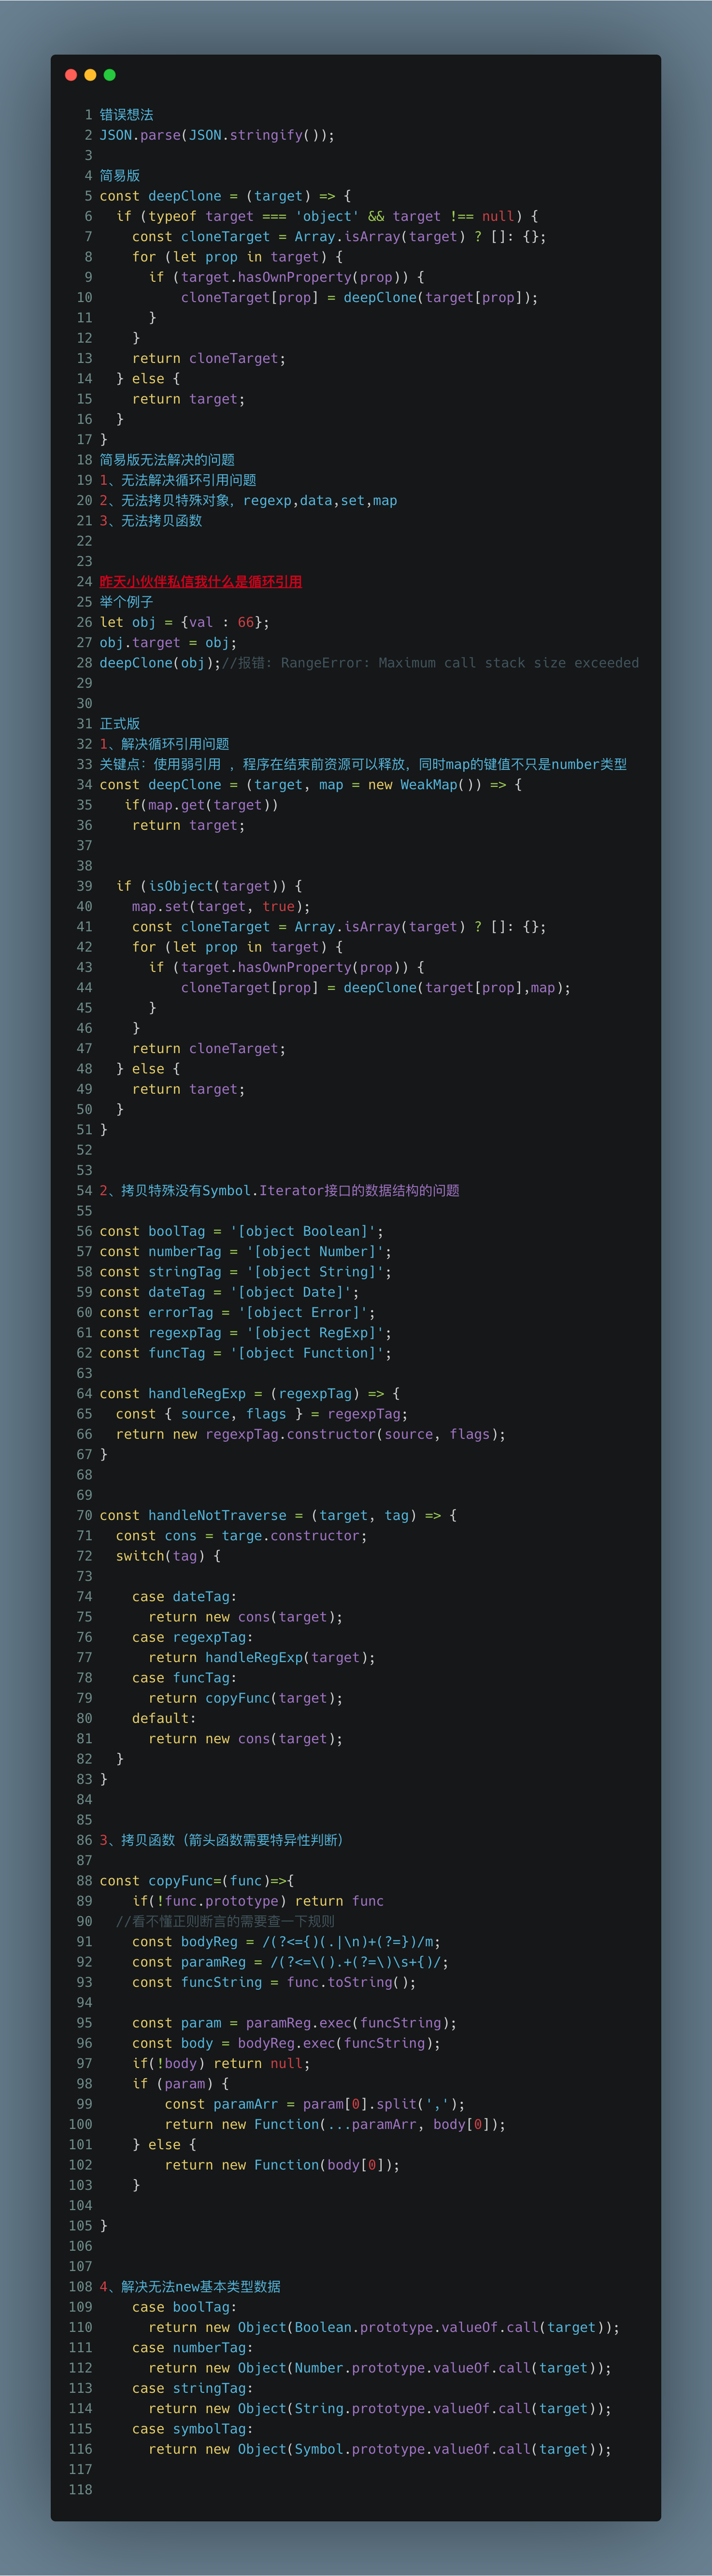 1 错误想法
2 JSON.parse(JSON.stringify());
3
4 简易版
5 const deepClone = (target) => {
6   if (typeof target === 'object' && target !== null) {
7     const cloneTarget = Array.isArray(target) ? []: {};
8     for (let prop in target) {
9       if (target.hasOwnProperty(prop)) {
10           cloneTarget[prop] = deepClone(target[prop]);
11       }
12     }
13     return cloneTarget;
14   } else {
15     return target;
16   }
17 }
18 简易版无法解决的问题
19 1、无法解决循环引用问题
20 2、无法拷贝特殊对象，regexp,data,set,map
21 3、无法拷贝函数
22
23
24 昨天小伙伴私信我什么是循环引用
25 举个例子
26 let obj = {val : 66};
27 obj.target = obj;
28 deepClone(obj);//报错: RangeError: Maximum call stack size exceeded
29
30
31 正式版
32 1、解决循环引用问题
33 关键点：使用弱引用 ，程序在结束前资源可以释放，同时map的键值不只是number类型
34 const deepClone = (target, map = new WeakMap()) => {
35    if(map.get(target))
36     return target;
37
38
39   if (isObject(target)) {
40     map.set(target, true);
41     const cloneTarget = Array.isArray(target) ? []: {};
42     for (let prop in target) {
43       if (target.hasOwnProperty(prop)) {
44           cloneTarget[prop] = deepClone(target[prop],map);
45       }
46     }
47     return cloneTarget;
48   } else {
49     return target;
50   }
51 }
52
53
54 2、拷贝特殊没有Symbol.Iterator接口的数据结构的问题
55
56 const boolTag = '[object Boolean]';
57 const numberTag = '[object Number]';
58 const stringTag = '[object String]';
59 const dateTag = '[object Date]';
60 const errorTag = '[object Error]';
61 const regexpTag = '[object RegExp]';
62 const funcTag = '[object Function]';
63
64 const handleRegExp = (regexpTag) => {
65   const { source, flags } = regexpTag;
66   return new regexpTag.constructor(source, flags);
67 }
68
69
70 const handleNotTraverse = (target, tag) => {
71   const cons = targe.constructor;
72   switch(tag) {
73
74     case dateTag:
75       return new cons(target);
76     case regexpTag:
77       return handleRegExp(target);
78     case funcTag:
79       return copyFunc(target);
80     default:
81       return new cons(target);
82   }
83 }
84
85
86 3、拷贝函数（箭头函数需要特异性判断）
87
88 const copyFunc=(func)=>{
89     if(!func.prototype) return func
90   //看不懂正则断言的需要查一下规则
91     const bodyReg = /(?<={)(.|\n)+(?=})/m;
92     const paramReg = /(?<=\().+(?=\)\s+{)/;
93     const funcString = func.toString();
94
95     const param = paramReg.exec(funcString);
96     const body = bodyReg.exec(funcString);
97     if(!body) return null;
98     if (param) {
99         const paramArr = param[0].split(',');
100         return new Function(...paramArr, body[0]);
101     } else {
102         return new Function(body[0]);
103     }
104
105 }
106
107
108 4、解决无法new基本类型数据
109     case boolTag:
110       return new Object(Boolean.prototype.valueOf.call(target));
111     case numberTag:
112       return new Object(Number.prototype.valueOf.call(target));
113     case stringTag:
114       return new Object(String.prototype.valueOf.call(target));
115     case symbolTag:
116       return new Object(Symbol.prototype.valueOf.call(target));
117
118